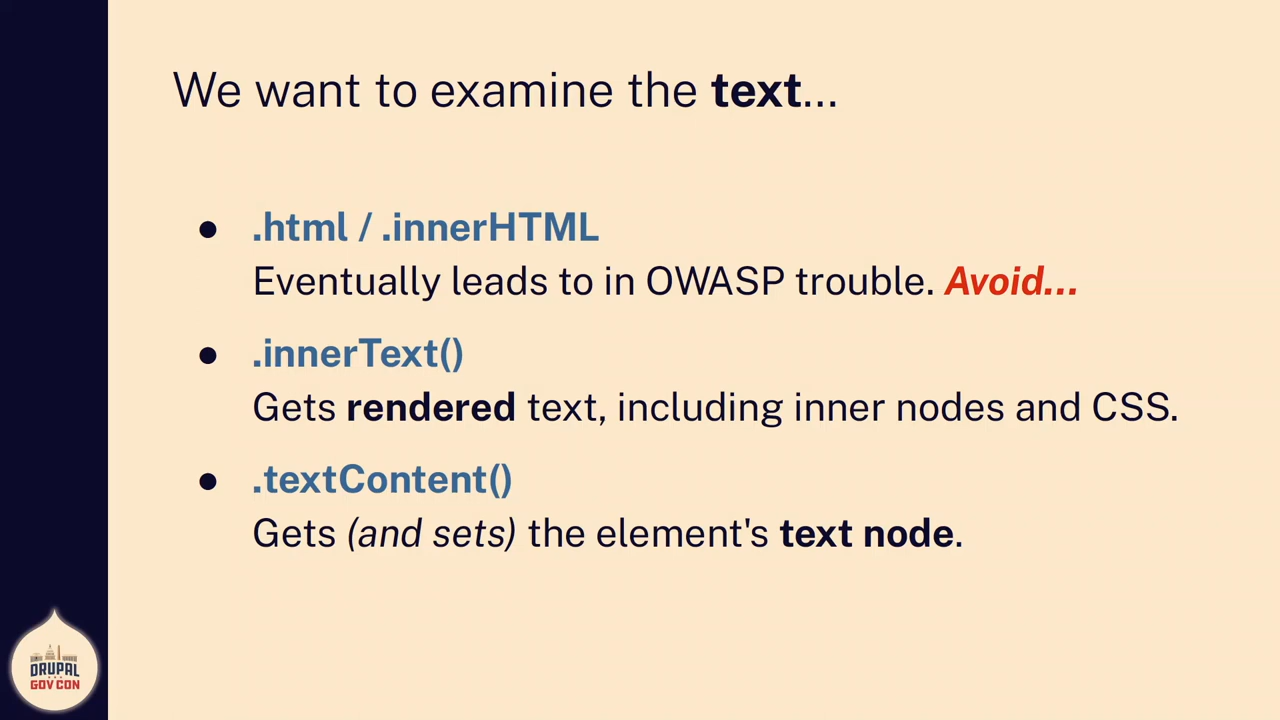 We want to examine the text...
● .html / .innerHTML
Eventually leads to in OWASP trouble. Avoid...
● .innerText()
Gets rendered text, including inner nodes and CSS.
● .textContent()
Gets (and sets) the element's text node.
DRUPAL
GOV CON